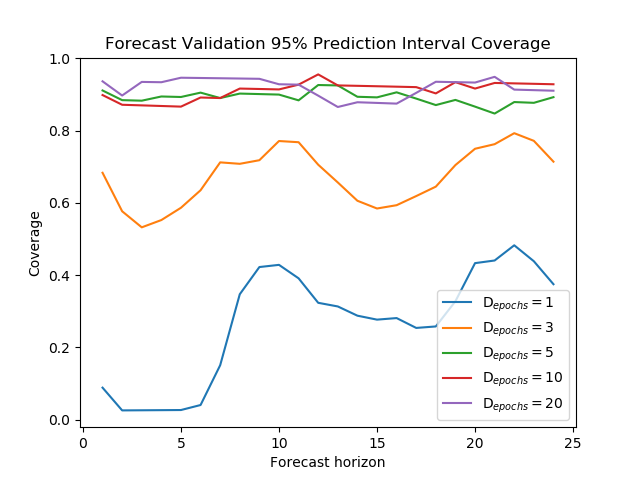 Forecast Validation 95% Prediction Interval Coverage
1.0
0.8
0.6
0.4
0.2
0.0
Coverage
0
5
10
15
20
25
Forecast horizon
D_epochs = 1
D_epochs = 3
D_epochs = 5
D_epochs = 10
D_epochs = 20